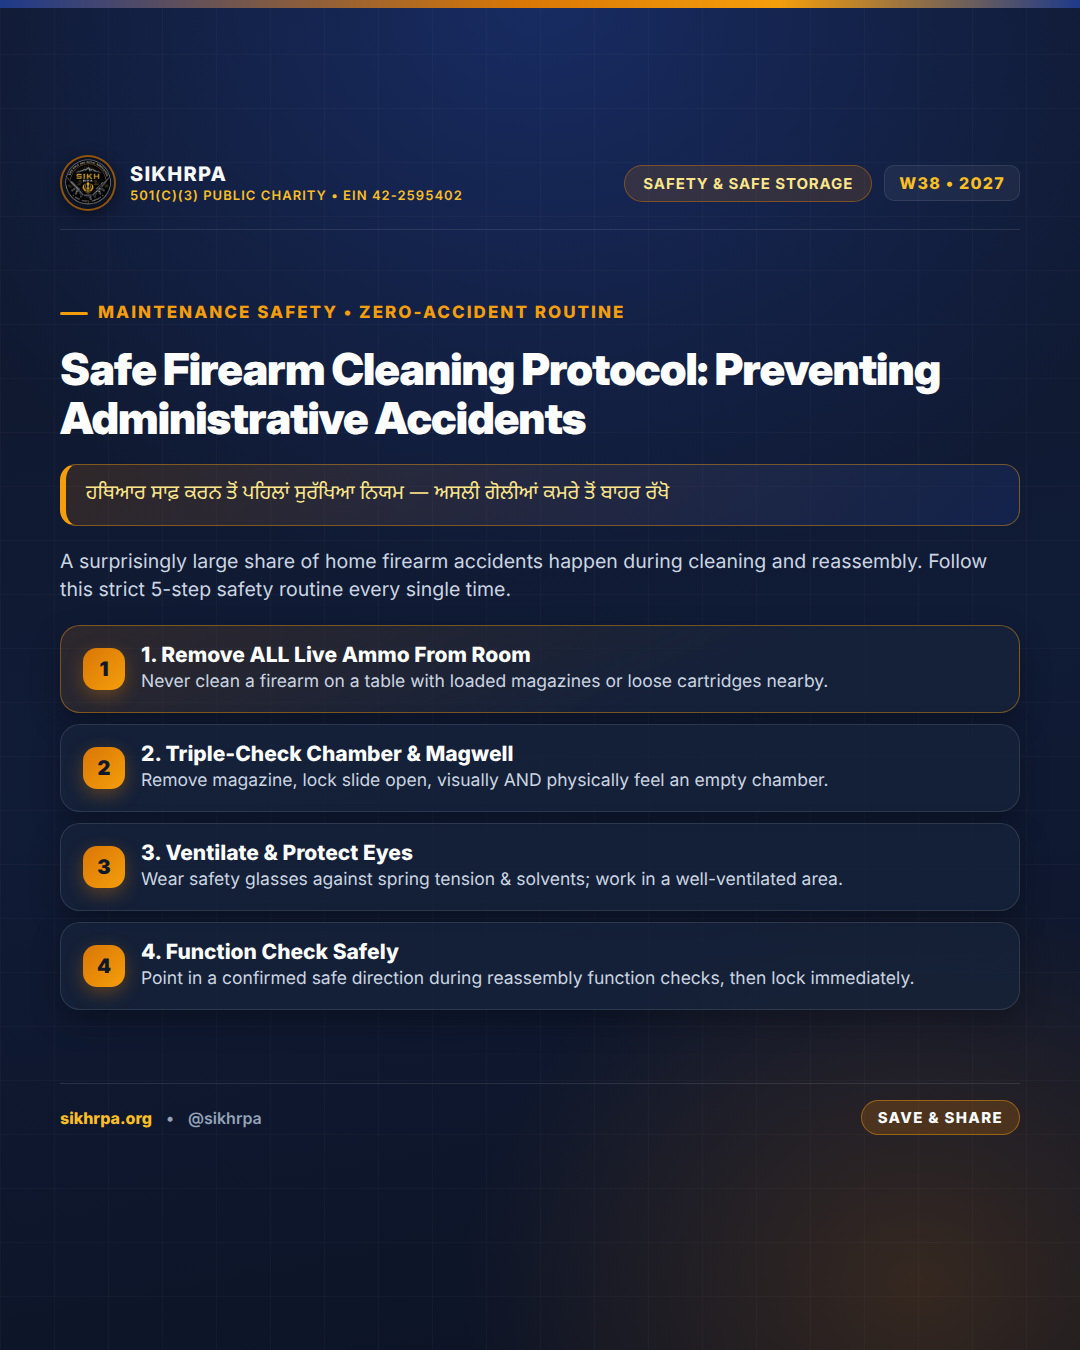 SIKH
SIKHRPA
501(C)(3) PUBLIC CHARITY • EIN 42-2595402
SAFETY & SAFE STORAGE
W38 • 2027
MAINTENANCE SAFETY • ZERO-ACCIDENT ROUTINE
Safe Firearm Cleaning Protocol: Preventing
Administrative Accidents
ਹਥਿਆਰ ਸਾਫ਼ ਕਰਨ ਤੋਂ ਪਹਿਲਾਂ ਸੁਰੱਖਿਆ ਨਿਯਮ — ਅਸਲੀ ਗੋਲੀਆਂ ਕਮਰੇ ਤੋਂ ਬਾਹਰ ਰੱਖੋ
A surprisingly large share of home firearm accidents happen during cleaning and reassembly. Follow
this strict 5-step safety routine every single time.
1
1. Remove ALL Live Ammo From Room
Never clean a firearm on a table with loaded magazines or loose cartridges nearby.
2
2. Triple-Check Chamber & Magwell
Remove magazine, lock slide open, visually AND physically feel an empty chamber.
3
3. Ventilate & Protect Eyes
Wear safety glasses against spring tension & solvents; work in a well-ventilated area.
4
4. Function Check Safely
Point in a confirmed safe direction during reassembly function checks, then lock immediately.
sikhrpa.org • @sikhrpa
SAVE & SHARE